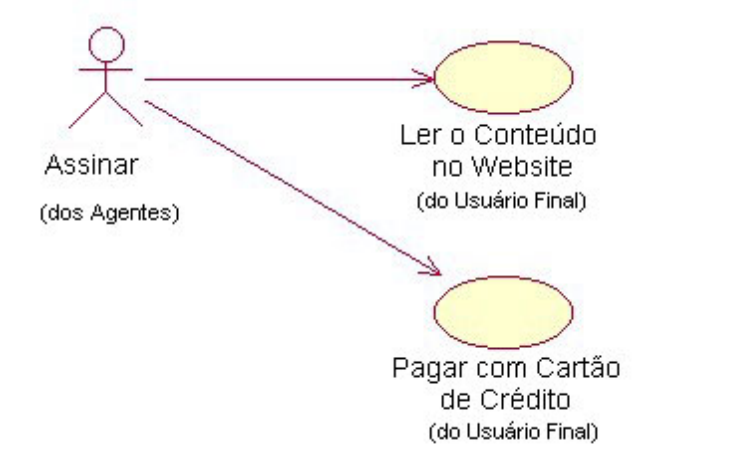 Assinar
(dos Agentes)
Ler o Conteúdo
no Website
(do Usuário Final)
Pagar com Cartão
de Crédito
(do Usuário Final)